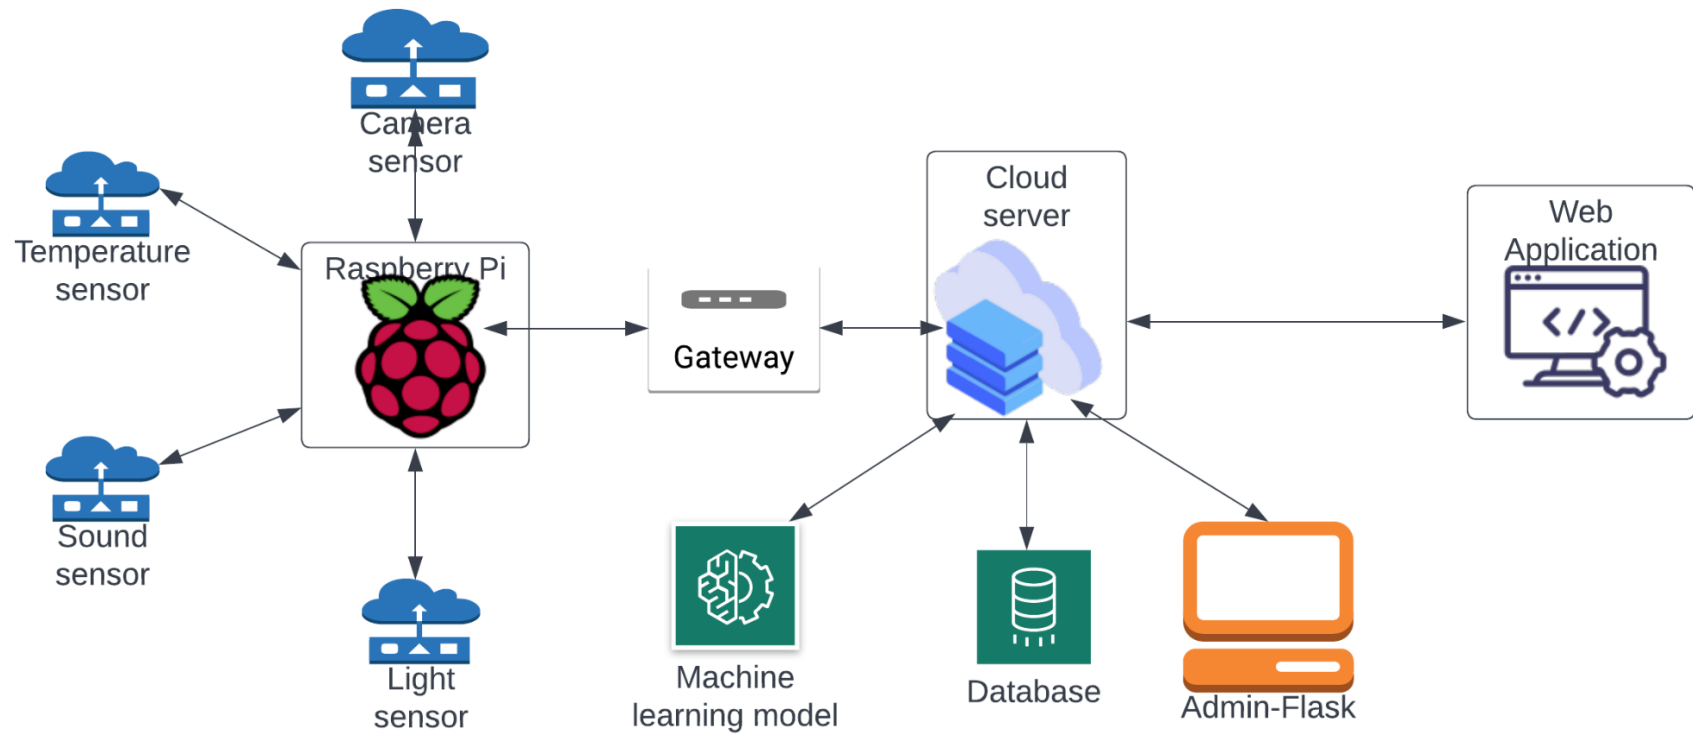 Camera
sensor
Temperature
sensor
Raspberry Pi
Sound
sensor
Light
sensor
Gateway
Cloud
server
Web
Application
Machine
learning model
Database
Admin-Flask